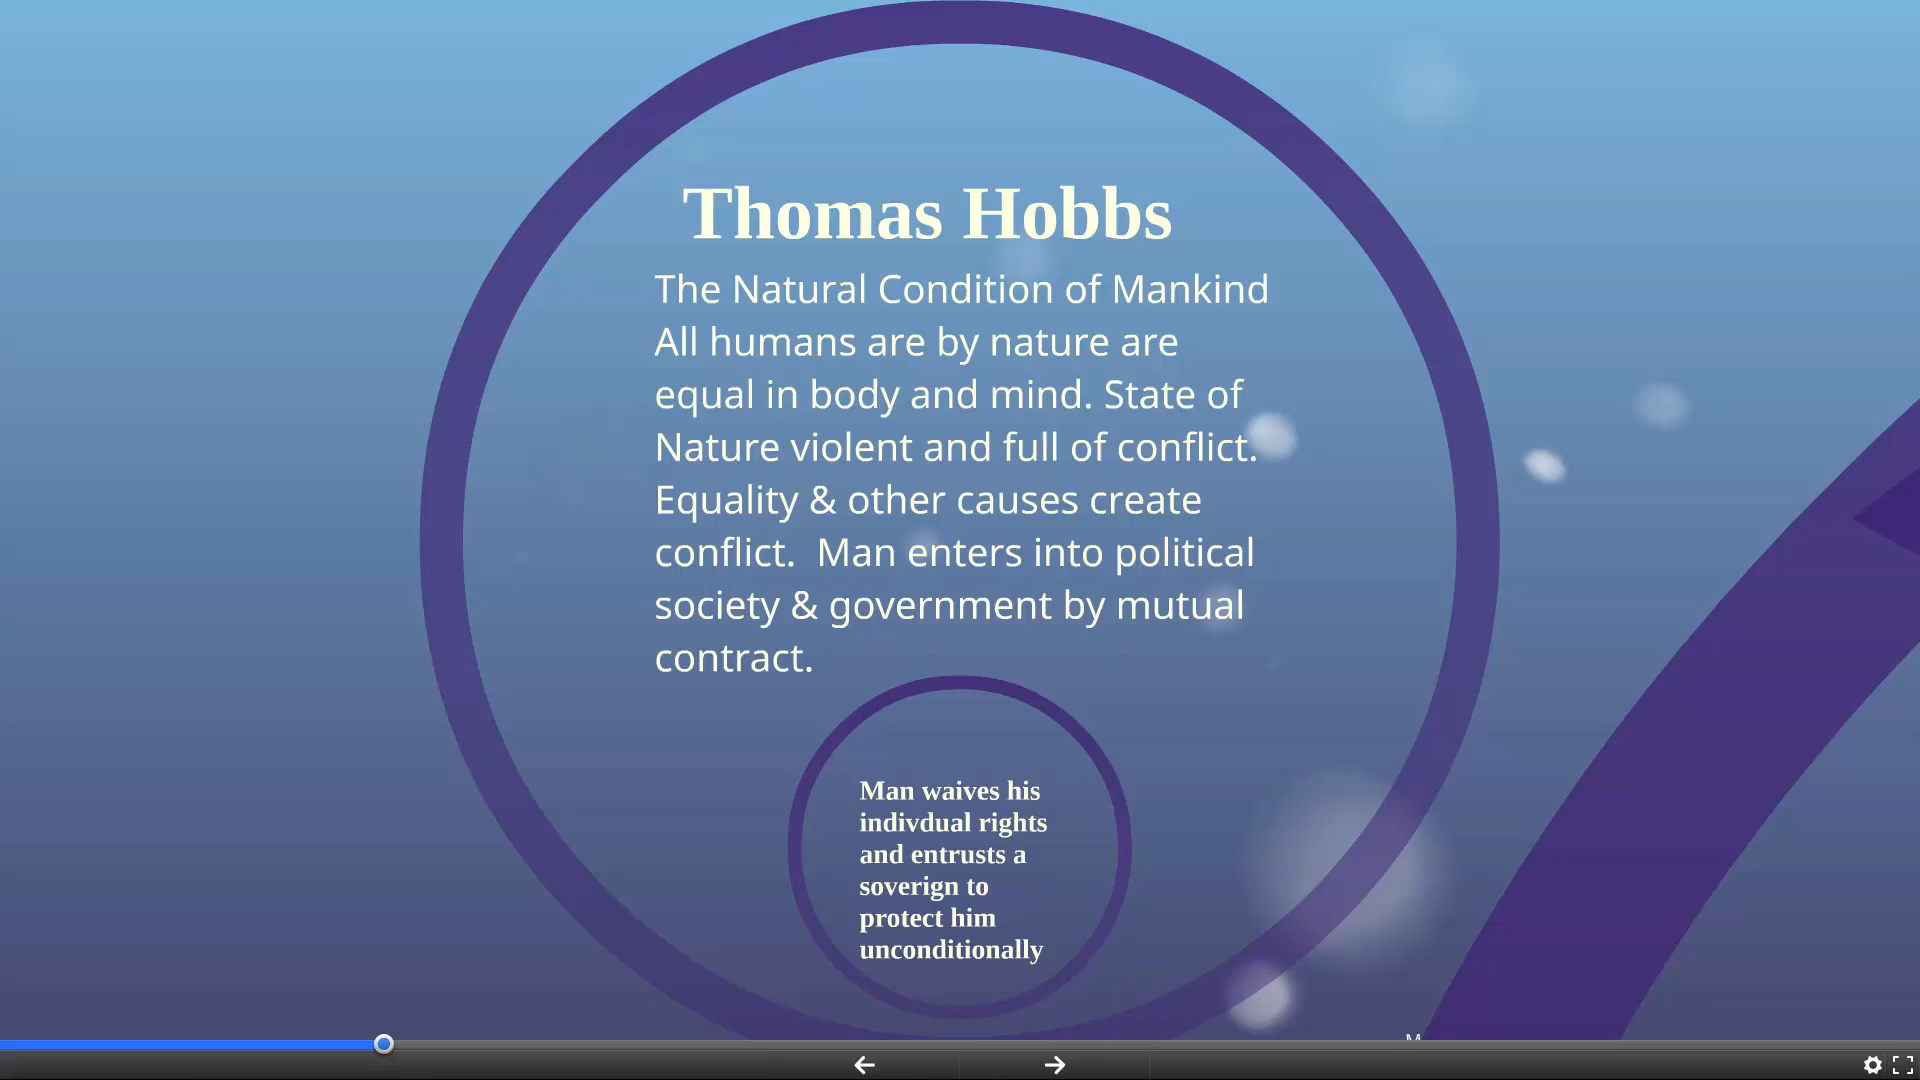 Thomas Hobbs
The Natural Condition of Mankind
All humans are by nature are
equal in body and mind. State of
Nature violent and full of conflict.
Equality & other causes create
conflict.  Man enters into political
society & government by mutual
contract.
Man waives his
indivdual rights
and entrusts a
soverign to
protect him
unconditionally